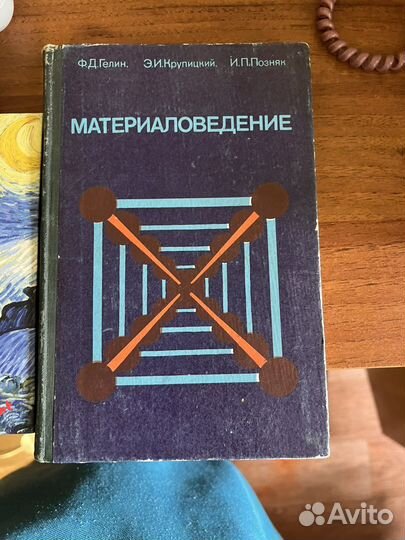 Ф.Д.Гелин, Э.И.Крупицкий, И.П.Позняк
МАТЕРИАЛОВЕДЕНИЕ
Avito